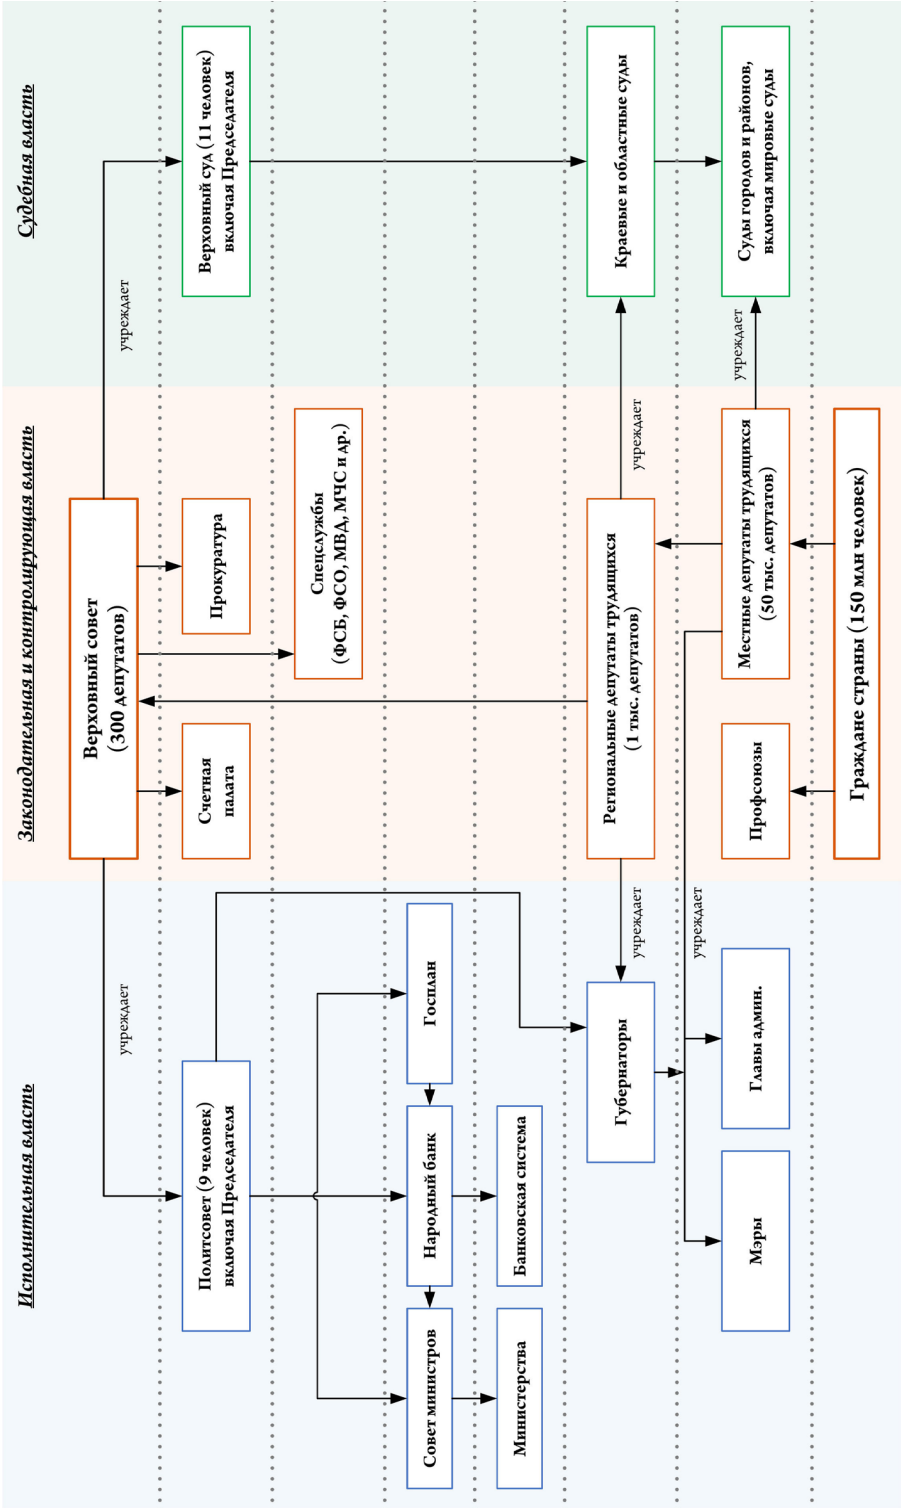 Исполнительная власть
Законодательная и контролирующая власть
Судебная власть
Верховный совет
(300 депутатов)
учреждает
учреждает
Политсовет (9 человек)
включая Председателя
Счетная
палата
Прокуратура
Верховный суд (11 человек)
включая Председателя
Спецслужбы
(ФСБ, ФСО, МВД, МЧС и др.)
Совет министров
Народный банк
Госплан
Министерства
Банковская система
Губернаторы
учреждает
Региональные депутаты трудящихся
(1 тыс. депутатов)
учреждает
Краевые и областные суды
Мэры
Главы админ.
учреждает
Профсоюзы
Местные депутаты трудящихся
(50 тыс. депутатов)
учреждает
Суды городов и районов,
включая мировые суды
Граждане страны (150 млн человек)